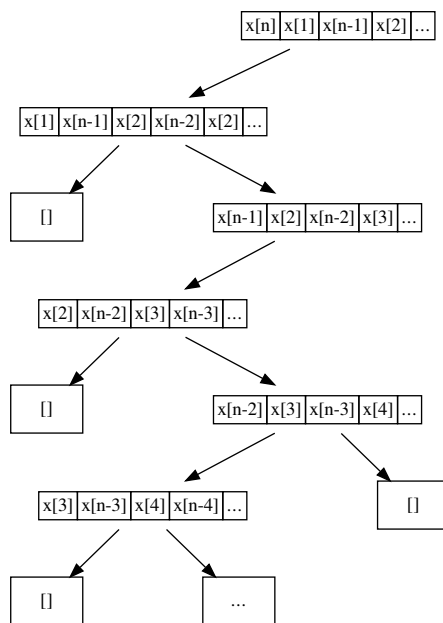 x[n] x[1] x[n-1] x[2] ...
x[1] x[n-1] x[2] x[n-2] x[2] ...
[]
x[n-1] x[2] x[n-2] x[3] ...
x[2] x[n-2] x[3] x[n-3] ...
[]
x[n-2] x[3] x[n-3] x[4] ...
x[3] x[n-3] x[4] x[n-4] ...
[]
[]
...